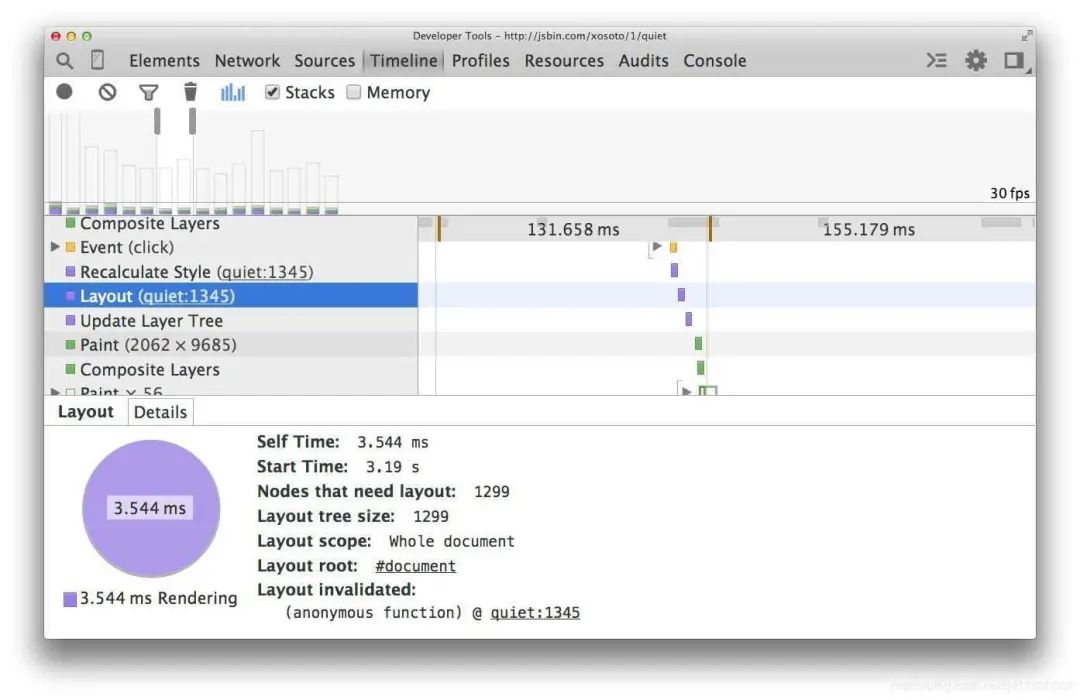 Developer Tools - http://jsbin.com/xosoto/1/quiet
Elements Network Sources Timeline Profiles Resources Audits Console
Stacks Memory
30 fps
Composite Layers 131.658 ms 155.179 ms
Event (click)
Recalculate Style (quiet:1345)
Layout (quiet:1345)
Update Layer Tree
Paint (2062 × 9685)
Composite Layers
Paint × 56
Layout Details
Self Time: 3.544 ms
Start Time: 3.19 s
Nodes that need layout: 1299
3.544 ms
Layout tree size: 1299
Layout scope: Whole document
Layout root: #document
Layout invalidated:
3.544 ms Rendering
(anonymous function) @ quiet:1345